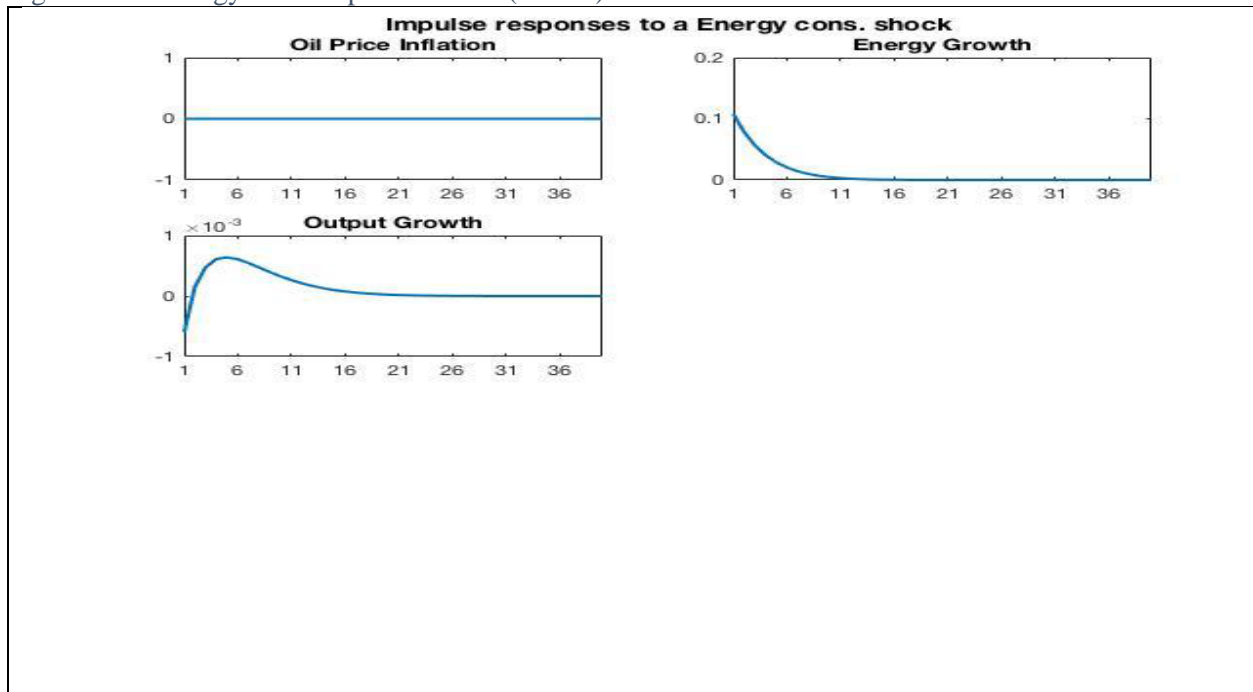 Impulse responses to a Energy cons. shock
Oil Price Inflation
1
0
-1
1 6 11 16 21 26 31 36
Energy Growth
0.2
0.1
0
1 6 11 16 21 26 31 36
Output Growth
×10⁻³
1
0
-1
1 6 11 16 21 26 31 36